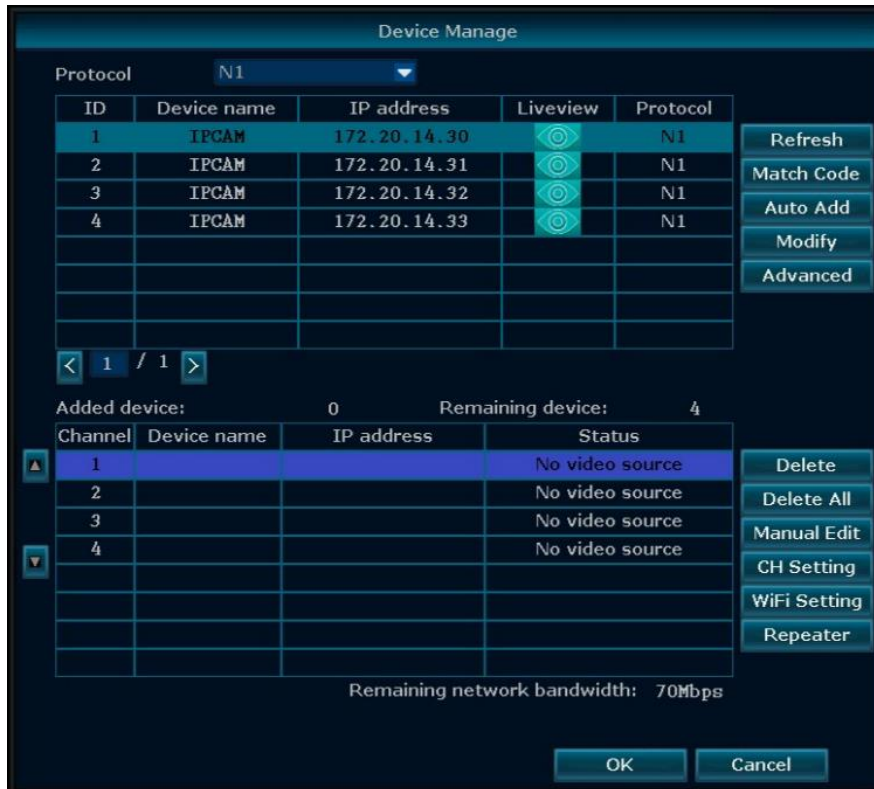 Device Manage
Protocol N1
ID Device name IP address Liveview Protocol
1 IPCAM 172.20.14.30 N1 Refresh
2 IPCAM 172.20.14.31 N1 Match Code
3 IPCAM 172.20.14.32 N1 Auto Add
4 IPCAM 172.20.14.33 N1 Modify
Advanced
< 1 / 1 >
Added device: 0 Remaining device: 4
Channel Device name IP address Status
1 No video source Delete
2 No video source Delete All
3 No video source Manual Edit
4 No video source CH Setting
WiFi Setting
Repeater
Remaining network bandwidth: 70Mbps
OK Cancel